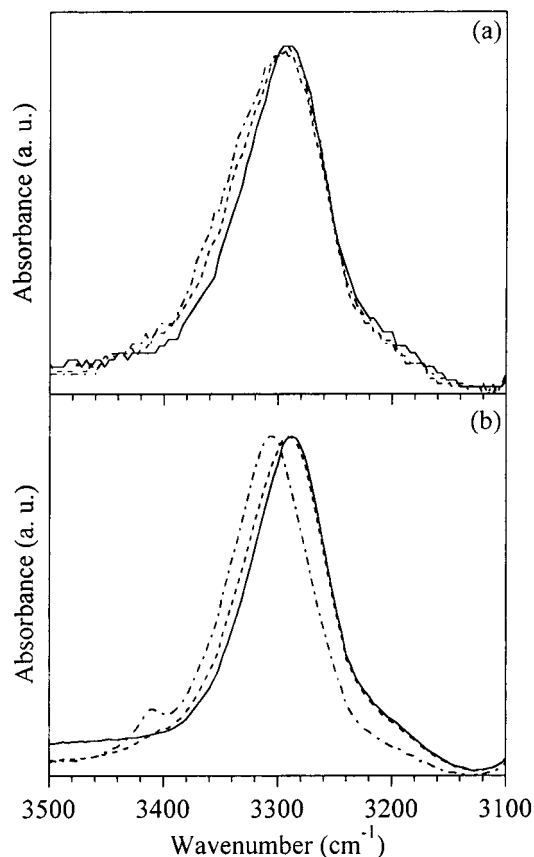 (a)
Absorbance (a. u.)
(b)
Absorbance (a. u.)
3500 3400 3300 3200 3100
Wavenumber (cm⁻¹)